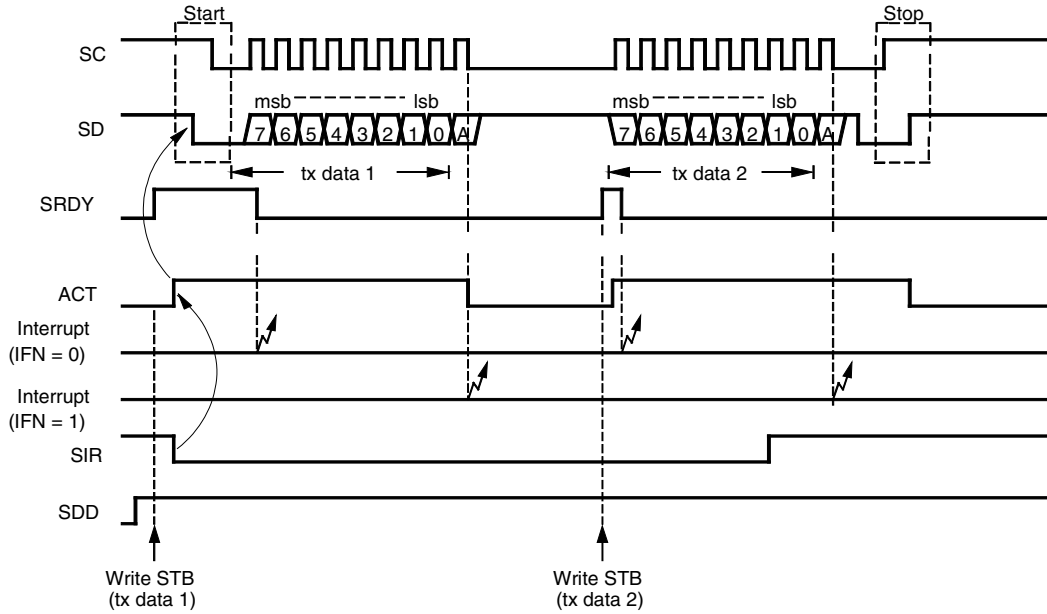 Start
Stop
SC
msb lsb
msb lsb
SD
7 6 5 4 3 2 1 0 A
7 6 5 4 3 2 1 0 A
tx data 1
tx data 2
SRDY
ACT
Interrupt
(IFN = 0)
Interrupt
(IFN = 1)
SIR
SDD
Write STB
(tx data 1)
Write STB
(tx data 2)